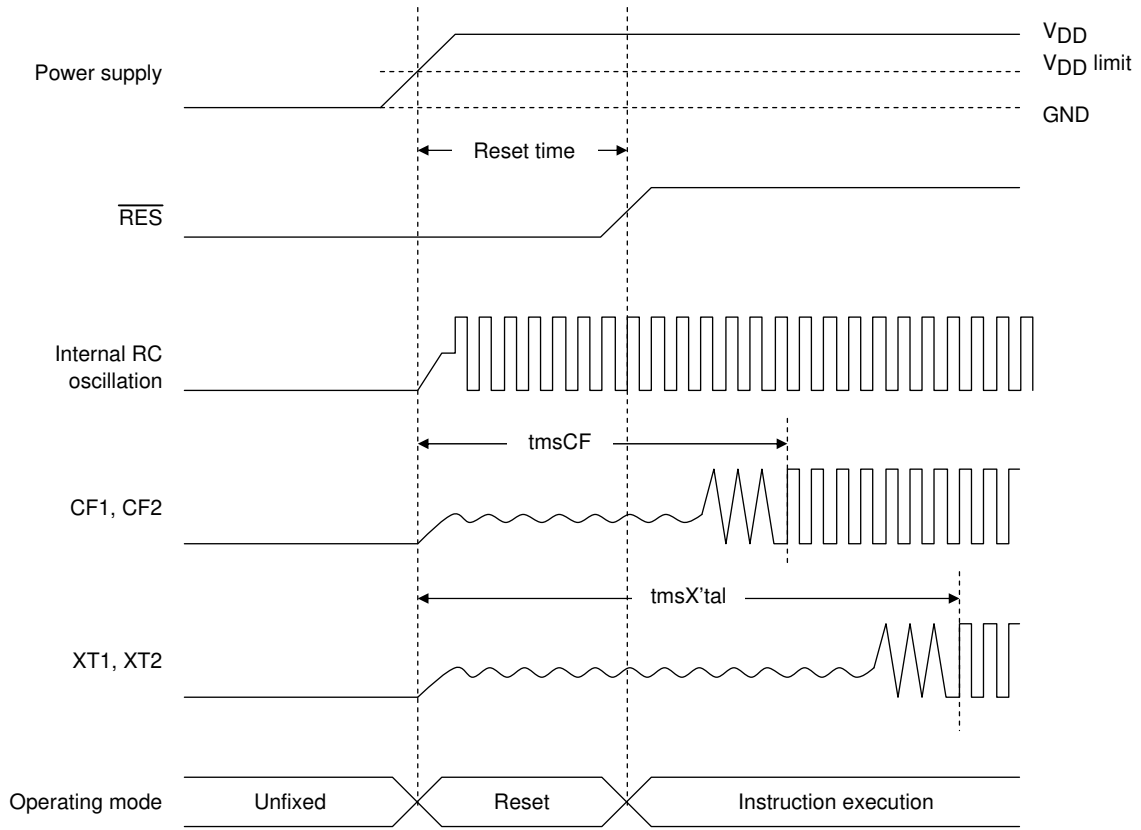 VDD
Power supply
VDD limit
GND
Reset time
RES
Internal RC
oscillation
tmsCF
CF1, CF2
tmsX'tal
XT1, XT2
Operating mode
Unfixed
Reset
Instruction execution